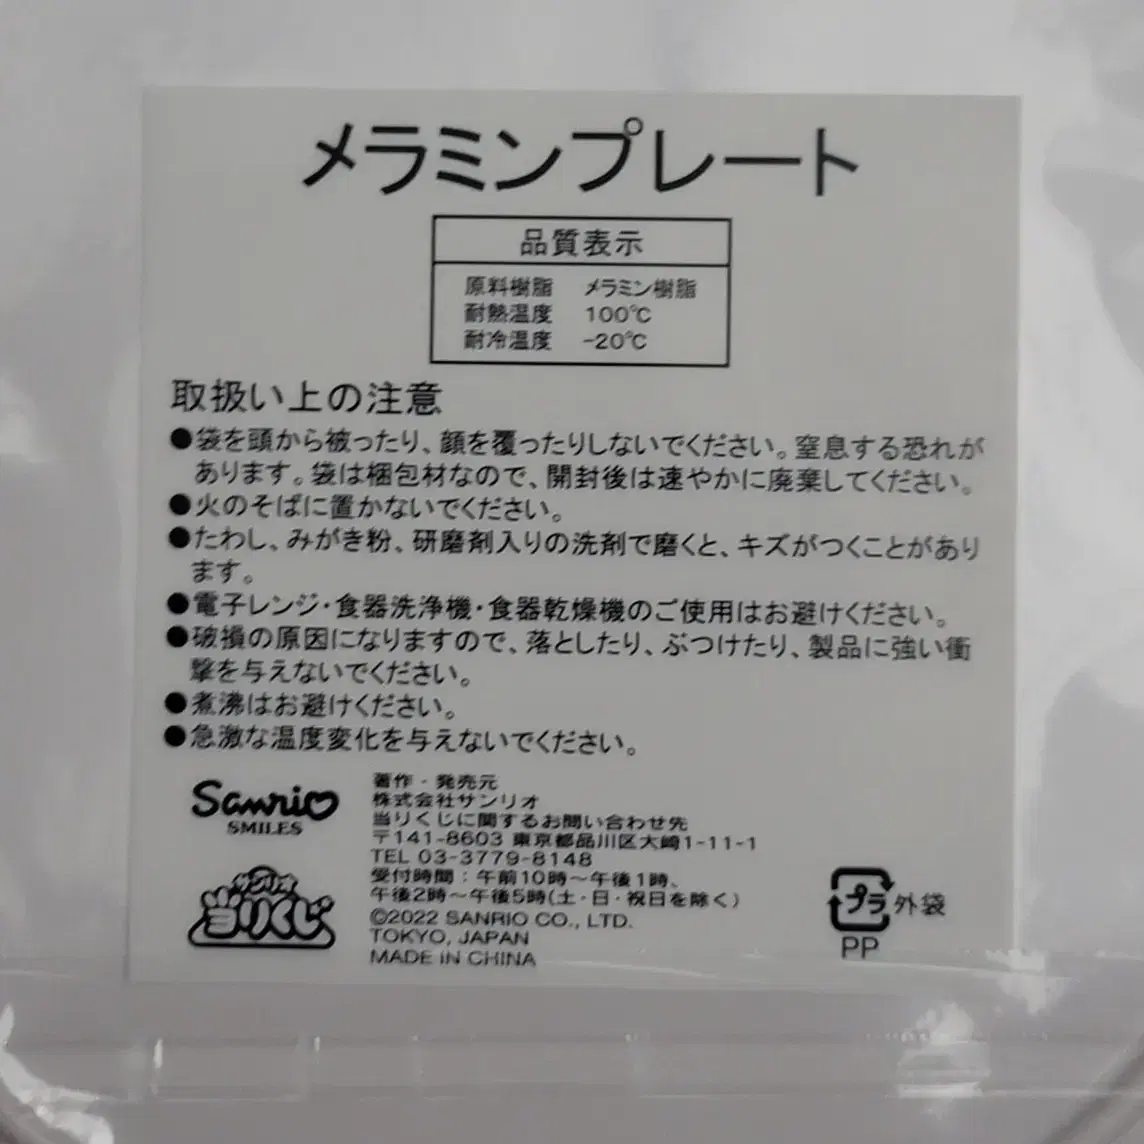 メラミンプレート
品質表示
原料樹脂 メラミン樹脂
耐熱温度 100℃
耐冷温度 -20℃
取扱い上の注意
●袋を頭から被ったり、顔を覆ったりしないでください。窒息する恐れが
あります。袋は梱包材なので、開封後は速やかに廃棄してください。
●火のそばに置かないでください。
●たわし、みがき粉、研磨剤入りの洗剤で磨くと、キズがつくことがあり
ます。
●電子レンジ・食器洗浄機・食器乾燥機のご使用はお避けください。
●破損の原因になりますので、落としたり、ぶつけたり、製品に強い衝
撃を与えないでください。
●煮沸はお避けください。
●急激な温度変化を与えないでください。
Sanrio
SMILES
サンリオ
当りくじ
著作・発売元
株式会社サンリオ
当りくじに関するお問い合わせ先
〒141-8603 東京都品川区大崎1-11-1
TEL 03-3779-8148
受付時間：午前10時～午後1時、
午後2時～午後5時(土・日・祝日を除く)
©2022 SANRIO CO., LTD.
TOKYO, JAPAN
MADE IN CHINA
プラ 外袋
PP